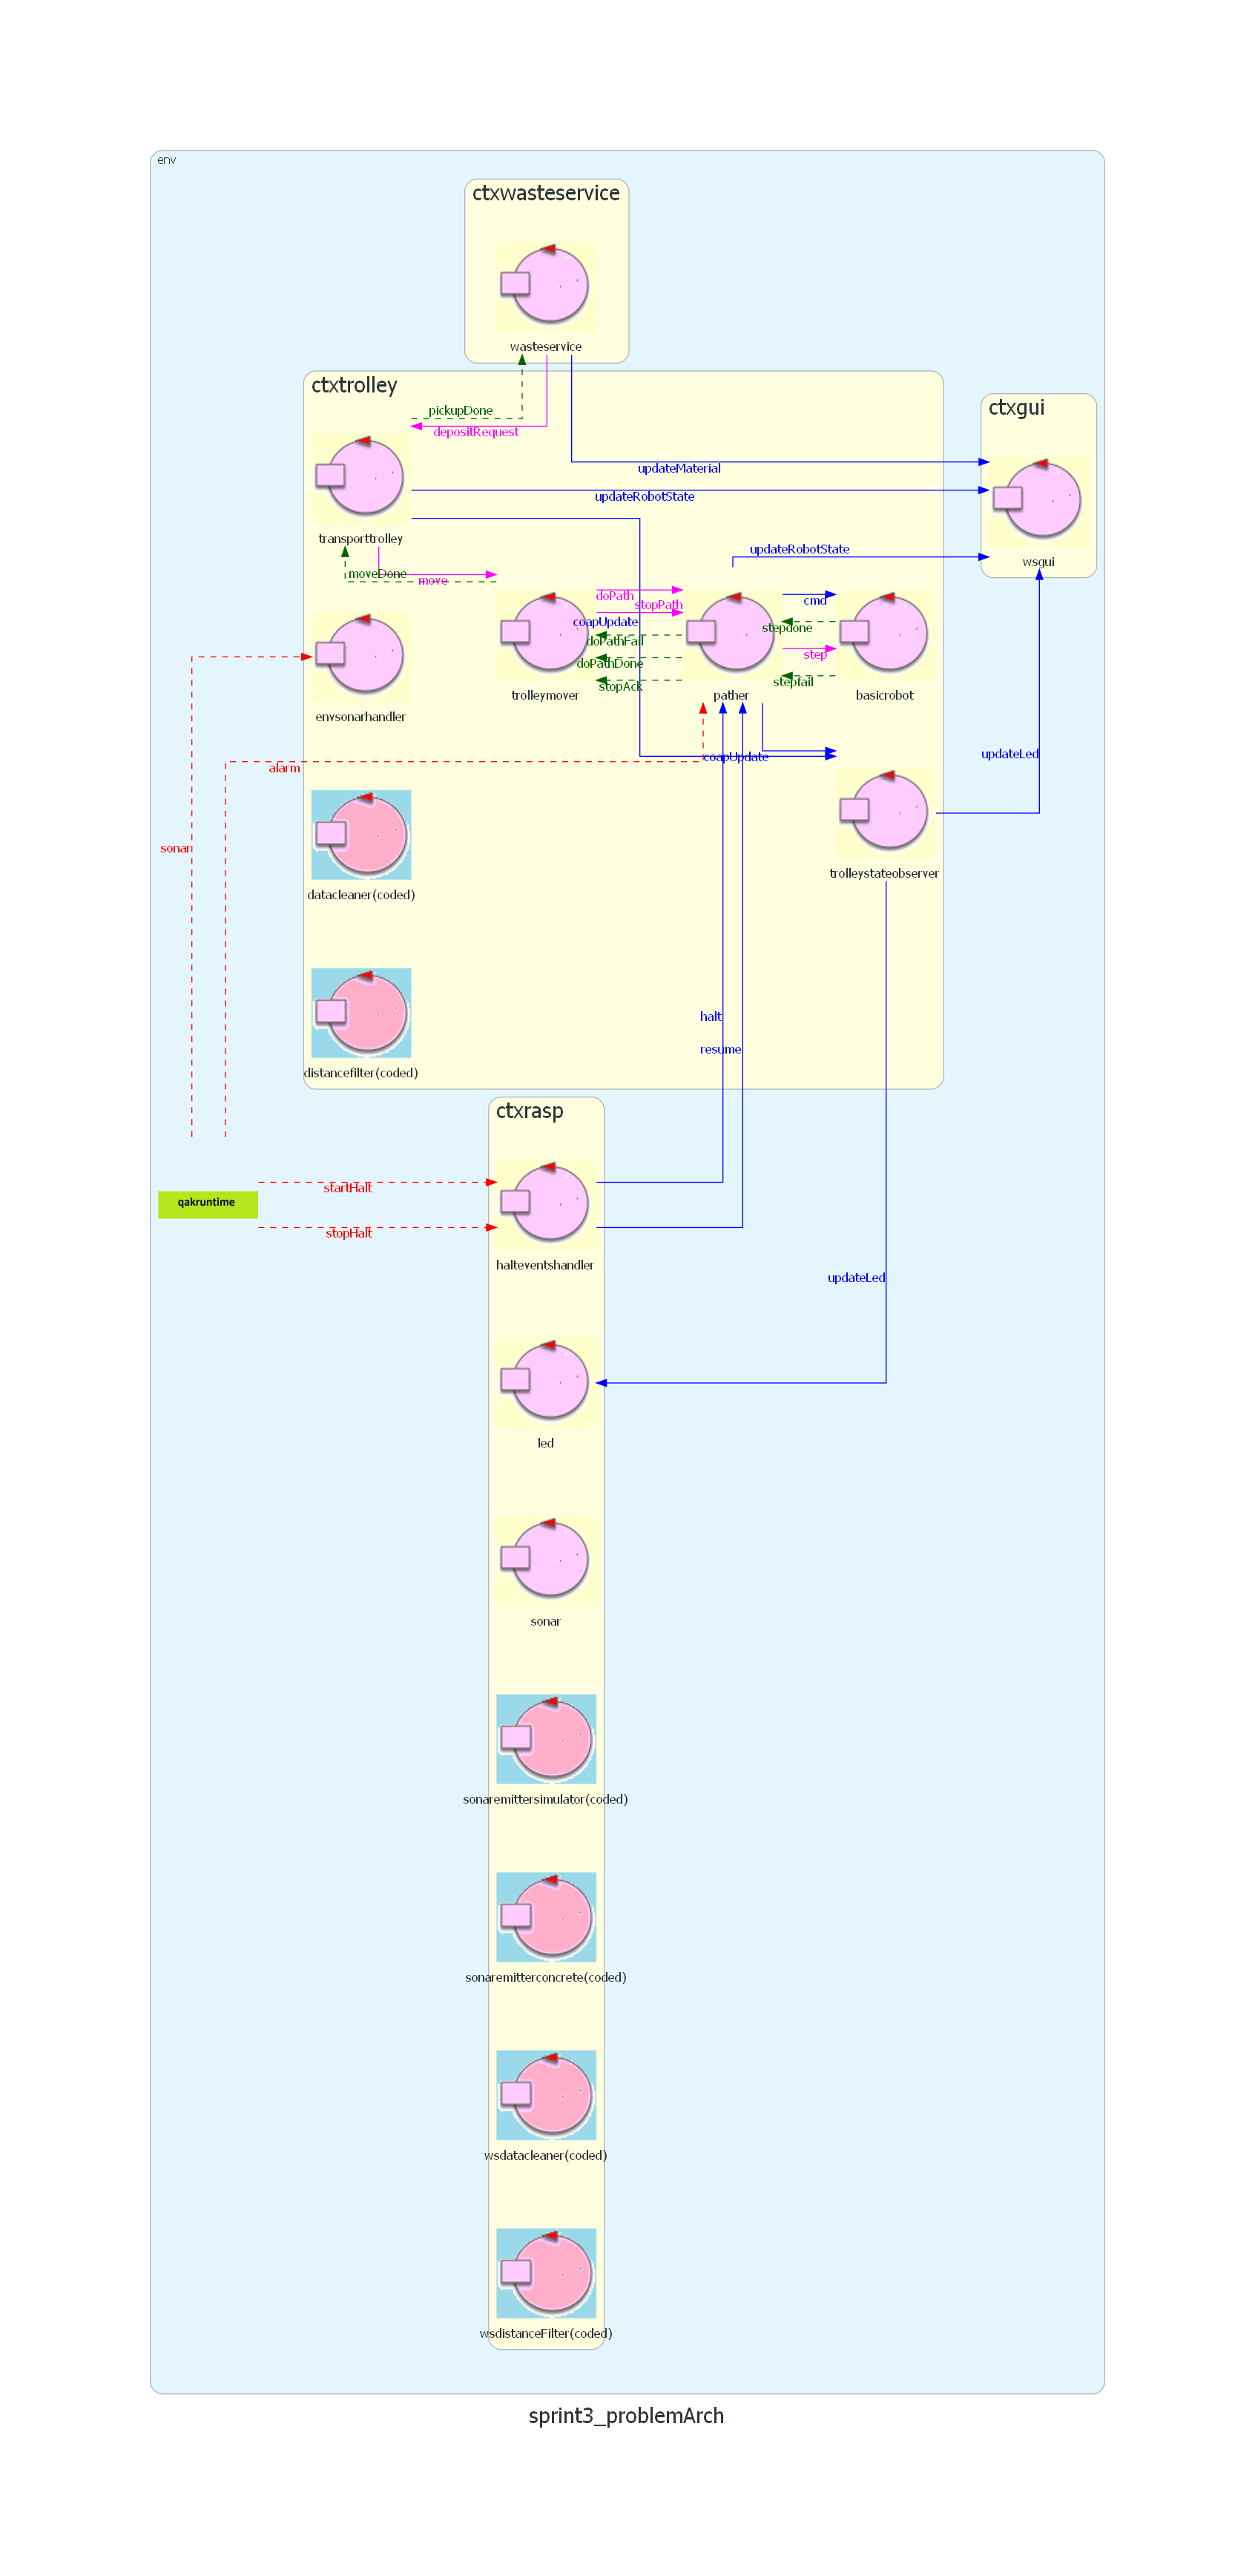 env
ctxwasteservice
wasteservice
ctxtrolley
pickupDone
depositRequest
ctxgui
updateMaterial
updateRobotState
transporttrolley
updateRobotState
wsgui
moveDone
move
doPath
stopPath
cmd
coapUpdate
stepdone
doPathFail
step
doPathDone
stepfail
stopAck
trolleymover
pather
basicrobot
envsonarhandler
updateLed
coapUpdate
alarm
sonar
trolleystateobserver
datacleaner(coded)
halt
resume
distancefilter(coded)
ctxrasp
startHalt
qakruntime
stopHalt
halteventshandler
updateLed
led
sonar
sonaremittersimulator(coded)
sonaremitterconcrete(coded)
wsdatacleaner(coded)
wsdistanceFilter(coded)
sprint3_problemArch